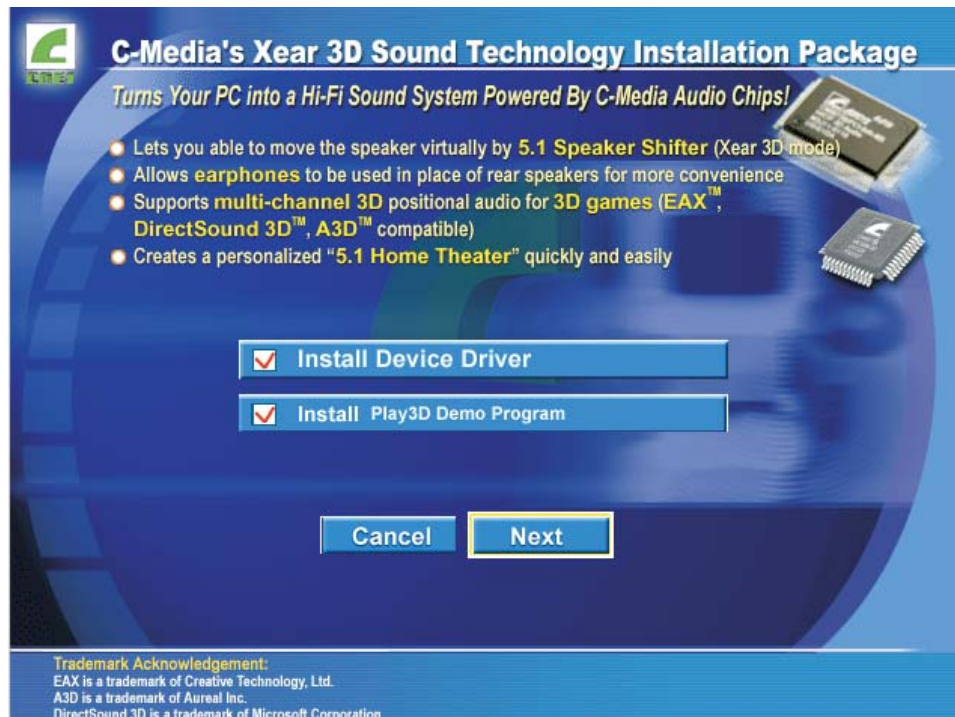 C-Media's Xear 3D Sound Technology Installation Package
Turns Your PC into a Hi-Fi Sound System Powered By C-Media Audio Chips!
Lets you able to move the speaker virtually by 5.1 Speaker Shifter (Xear 3D mode)
Allows earphones to be used in place of rear speakers for more convenience
Supports multi-channel 3D positional audio for 3D games (EAX™,
DirectSound 3D™, A3D™ compatible)
Creates a personalized “5.1 Home Theater” quickly and easily
Install Device Driver
Install Play3D Demo Program
Cancel
Next
Trademark Acknowledgement:
EAX is a trademark of Creative Technology, Ltd.
A3D is a trademark of Aureal Inc.
DirectSound 3D is a trademark of Microsoft Corporation